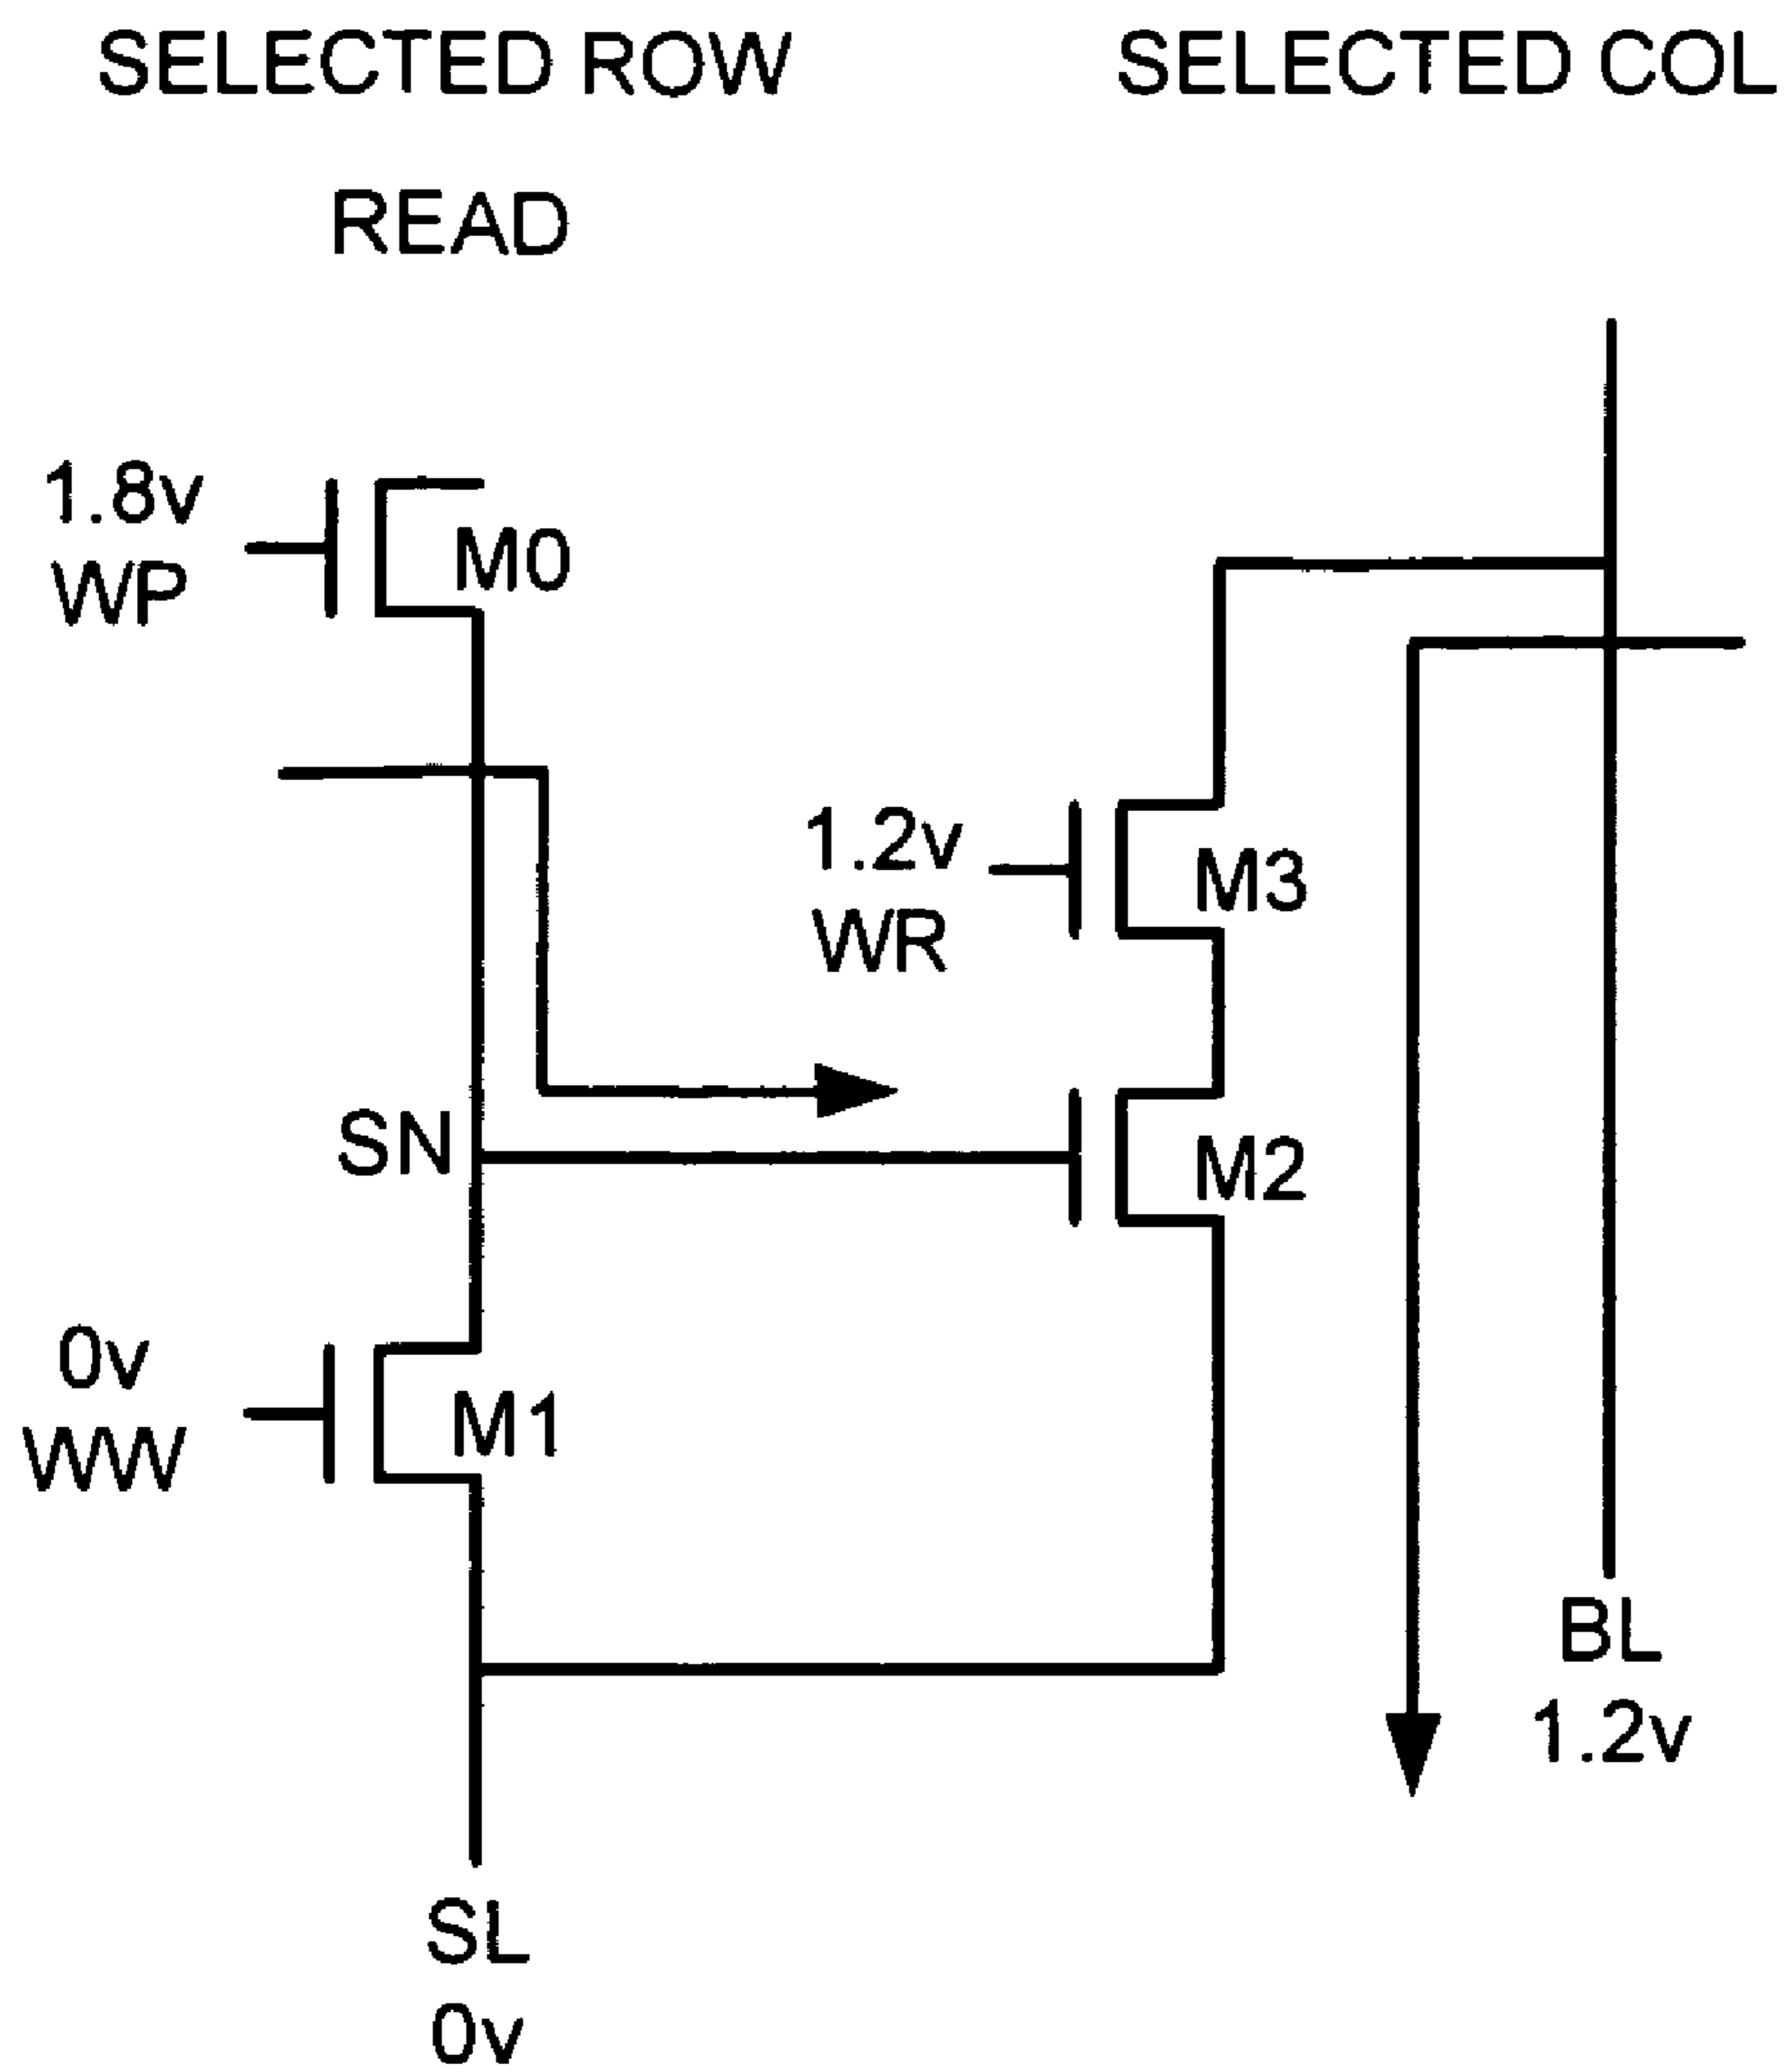 SELECTED ROW
SELECTED COL
READ
1.8v
WP
M0
1.2v
WR
M3
SN
M2
0v
WW
M1
BL
1.2v
SL
0v